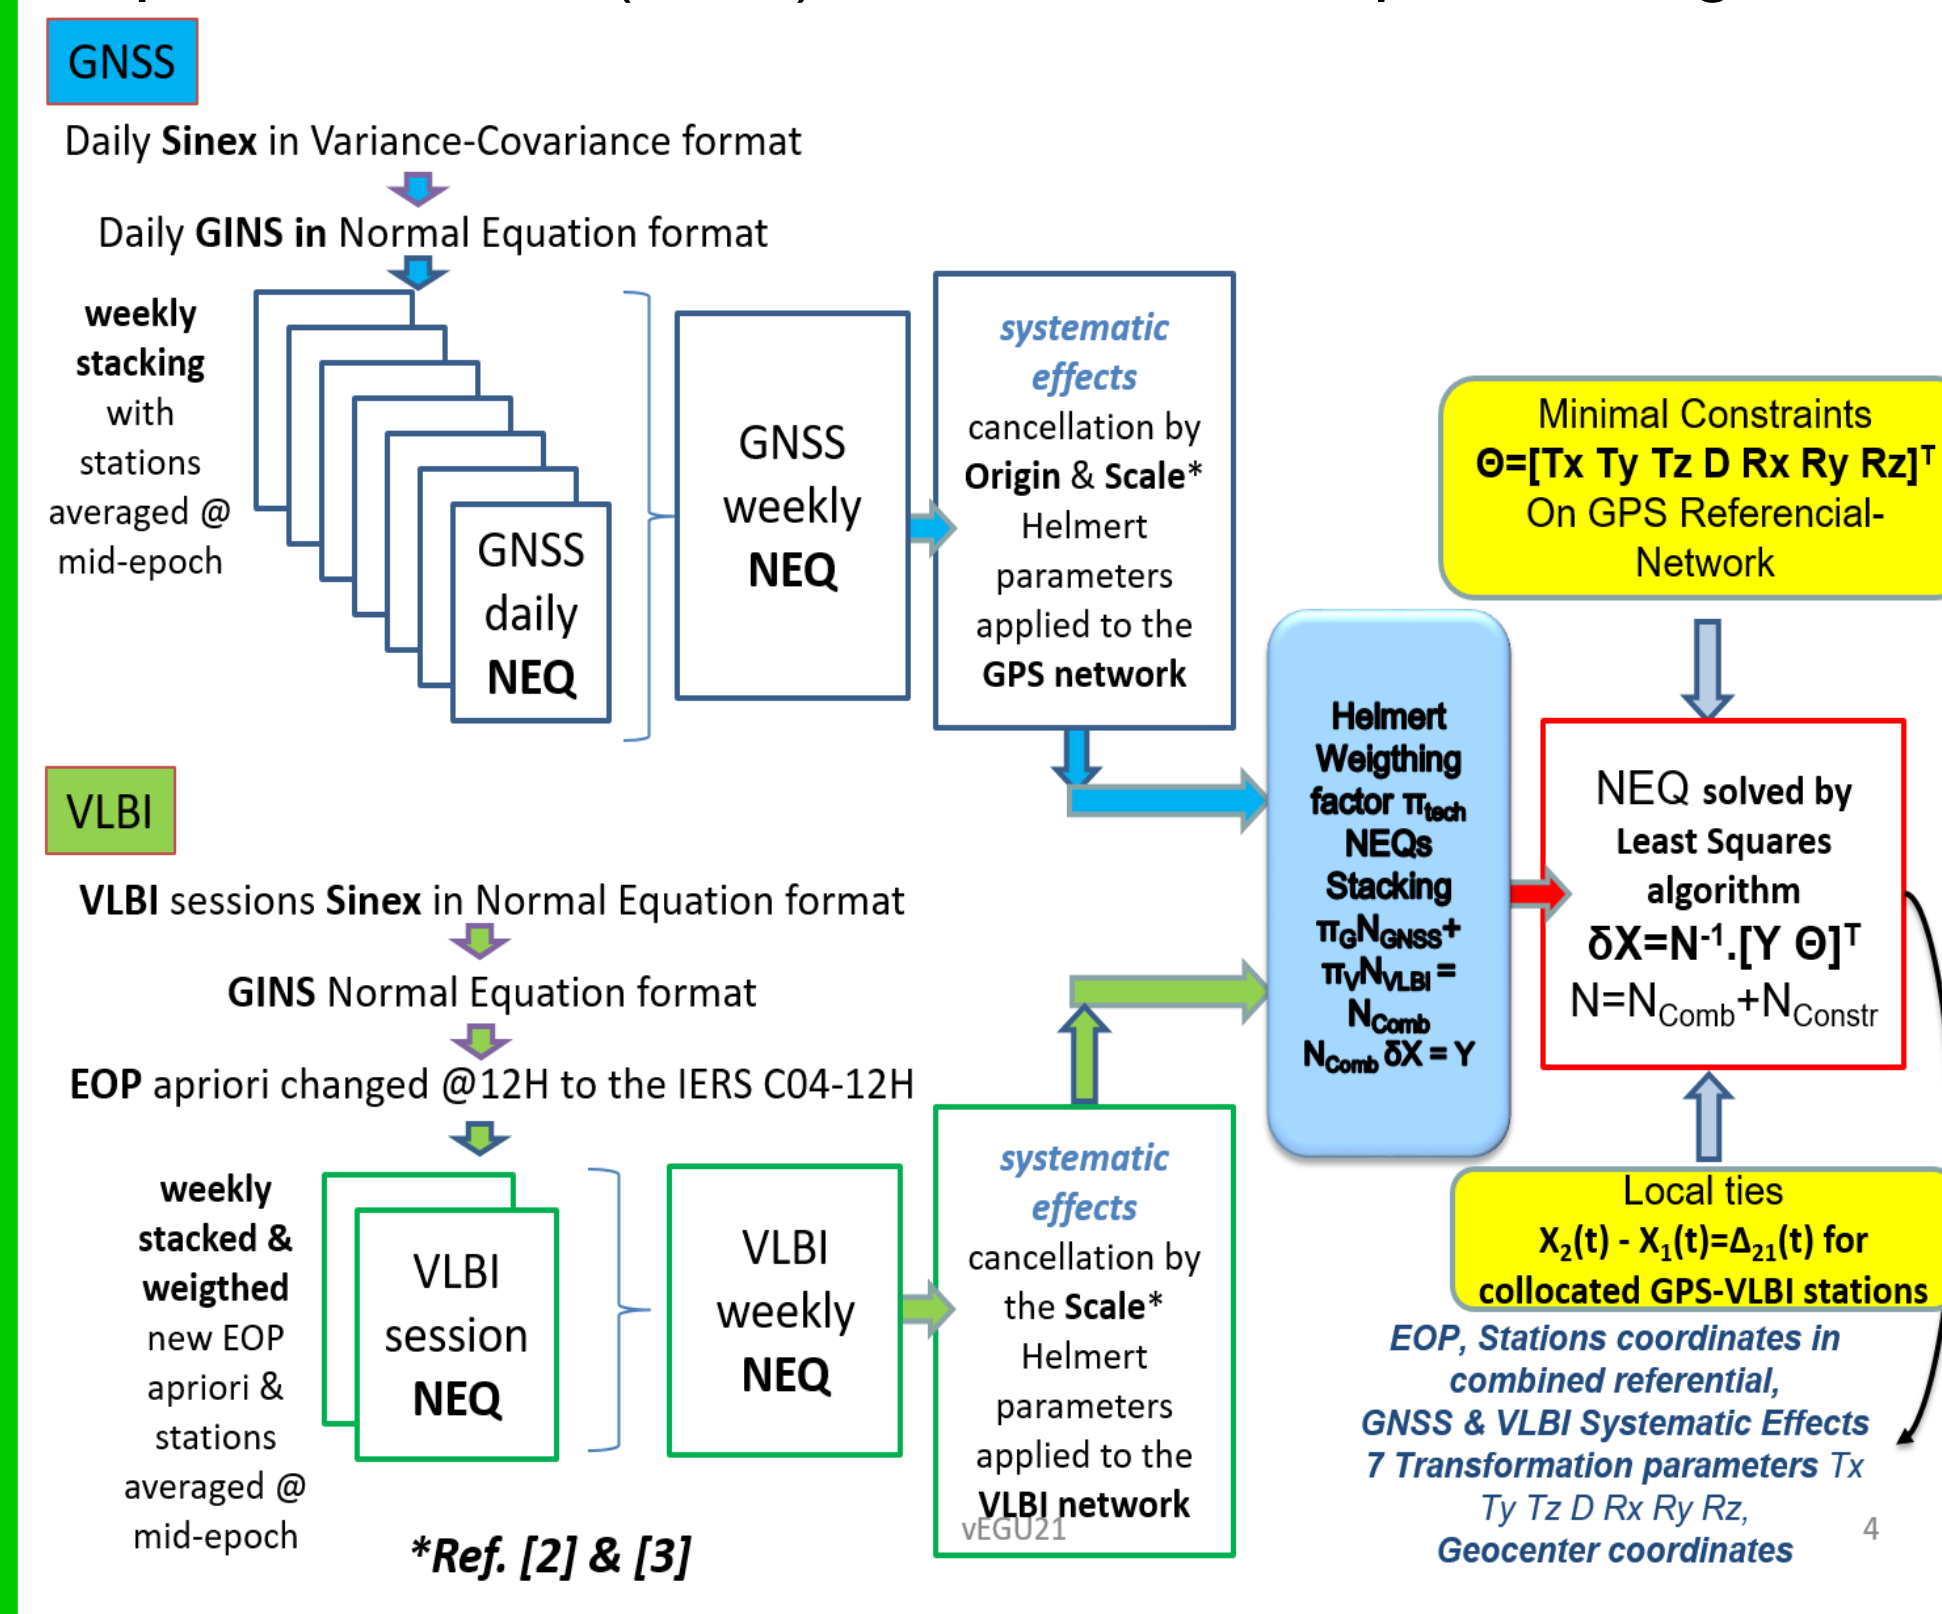 GNSS
Daily Sinex in Variance-Covariance format
Daily GINS in Normal Equation format
weekly
stacking
with
stations
averaged @
mid-epoch
GNSS
daily
NEQ
GNSS
weekly
NEQ
systematic
effects
cancellation by
Origin & Scale*
Helmert
parameters
applied to the
GPS network
VLBI
VLBI sessions Sinex in Normal Equation format
GINS Normal Equation format
EOP apriori changed @12H to the IERS C04-12H
weekly
stacked &
weigthed
new EOP
apriori &
stations
averaged @
mid-epoch
VLBI
session
NEQ
VLBI
weekly
NEQ
systematic
effects
cancellation by
the Scale*
Helmert
parameters
applied to the
VLBI network
*Ref. [2] & [3]
vEGU21
Helmert
Weigthing
factor πtech
NEQs
Stacking
πGNGNSS+
πVNVLBI =
NComb
NComb δX = Y
Minimal Constraints
Θ=[Tx Ty Tz D Rx Ry Rz]ᵀ
On GPS Referencial-
Network
NEQ solved by
Least Squares
algorithm
δX=N⁻¹.[Y Θ]ᵀ
N=NComb+NConstr
Local ties
X₂(t) - X₁(t)=Δ₂₁(t) for
collocated GPS-VLBI stations
EOP, Stations coordinates in
combined referential,
GNSS & VLBI Systematic Effects
7 Transformation parameters Tx
Ty Tz D Rx Ry Rz,
Geocenter coordinates
4